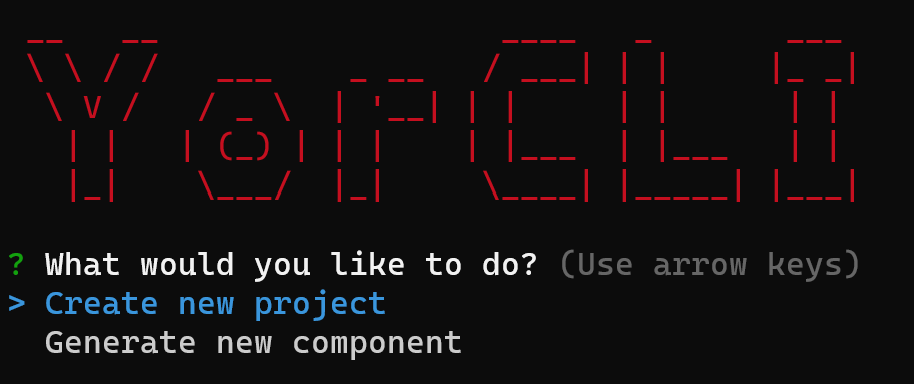 YorCLI
? What would you like to do? (Use arrow keys)
> Create new project
Generate new component